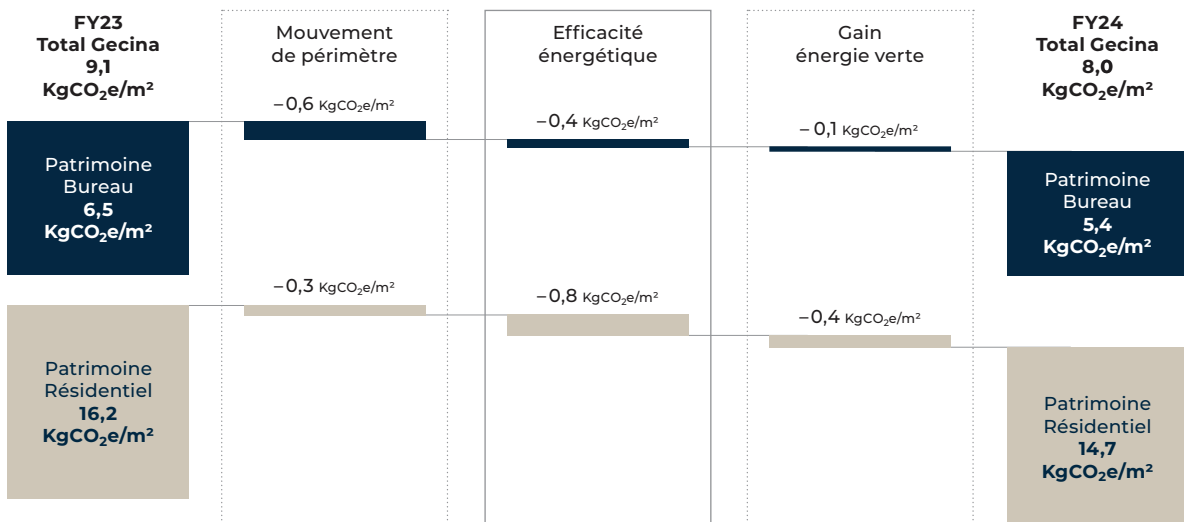 FY23
Total Gecina
9,1
KgCO₂e/m²
Mouvement
de périmètre
Efficacité
énergétique
Gain
énergie verte
FY24
Total Gecina
8,0
KgCO₂e/m²
–0,6 KgCO₂e/m²
–0,4 KgCO₂e/m²
– 0,1 KgCO₂e/m²
Patrimoine
Bureau
6,5
KgCO₂e/m²
Patrimoine
Bureau
5,4
KgCO₂e/m²
–0,3 KgCO₂e/m²
–0,8 KgCO₂e/m²
–0,4 KgCO₂e/m²
Patrimoine
Résidentiel
16,2
KgCO₂e/m²
Patrimoine
Résidentiel
14,7
KgCO₂e/m²